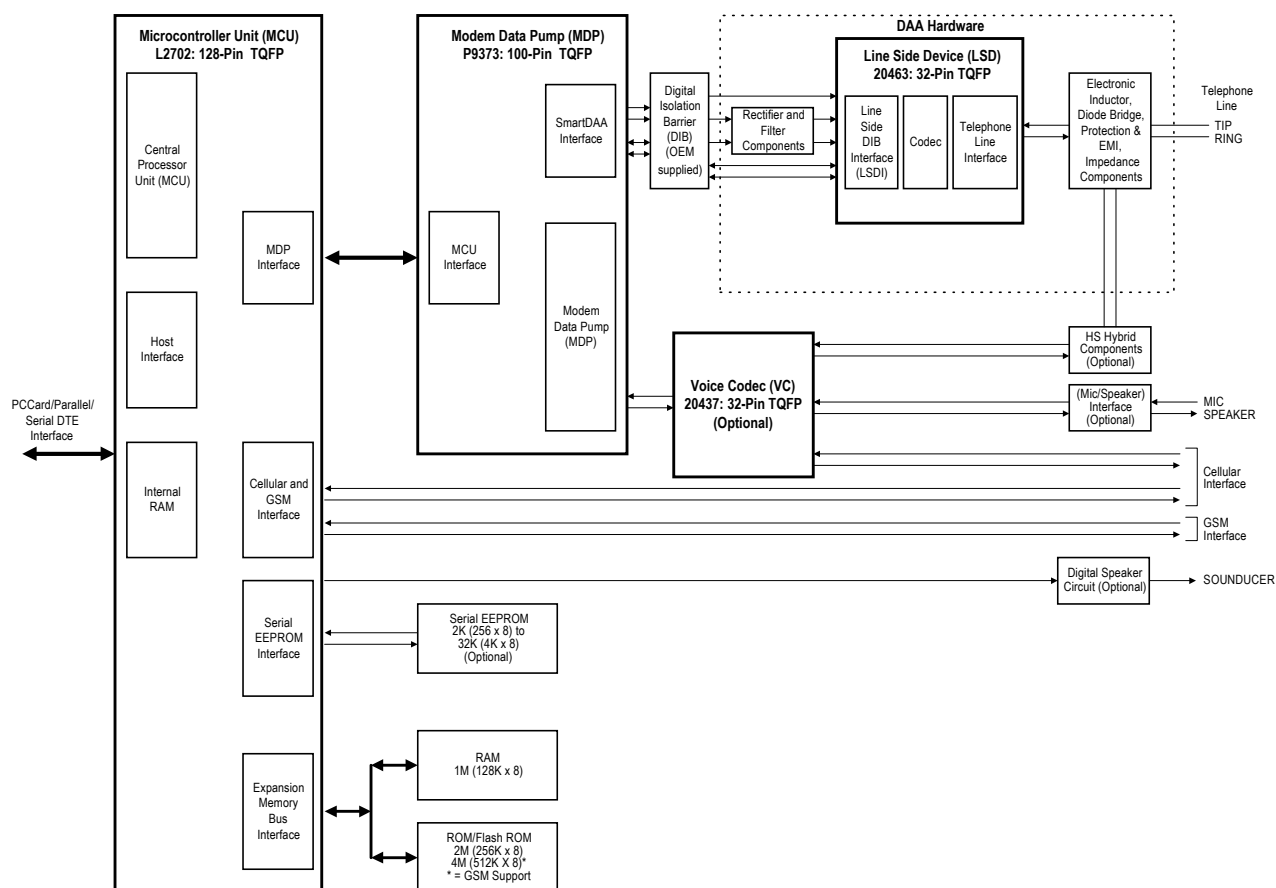 Microcontroller Unit (MCU)
L2702: 128-Pin TQFP
Central
Processor
Unit (MCU)
MDP
Interface
Host
Interface
PCCard/Parallel/
Serial DTE
Interface
Internal
RAM
Cellular and
GSM
Interface
Serial
EEPROM
Interface
Expansion
Memory
Bus
Interface
Modem Data Pump (MDP)
P9373: 100-Pin TQFP
SmartDAA
Interface
MCU
Interface
Modem
Data Pump
(MDP)
Digital
Isolation
Barrier
(DIB)
(OEM
supplied)
DAA Hardware
Rectifier and
Filter
Components
Line Side Device (LSD)
20463: 32-Pin TQFP
Line
Side
DIB
Interface
(LSDI)
Codec
Telephone
Line
Interface
Electronic
Inductor,
Diode Bridge,
Protection &
EMI,
Impedance
Components
Telephone
Line
TIP
RING
HS Hybrid
Components
(Optional)
Voice Codec (VC)
20437: 32-Pin TQFP
(Optional)
(Mic/Speaker)
Interface
(Optional)
MIC
SPEAKER
Cellular
Interface
GSM
Interface
Digital Speaker
Circuit (Optional)
SOUNDUCER
Serial EEPROM
2K (256 x 8) to
32K (4K x 8)
(Optional)
RAM
1M (128K x 8)
ROM/Flash ROM
2M (256K x 8)
4M (512K X 8)*
* = GSM Support